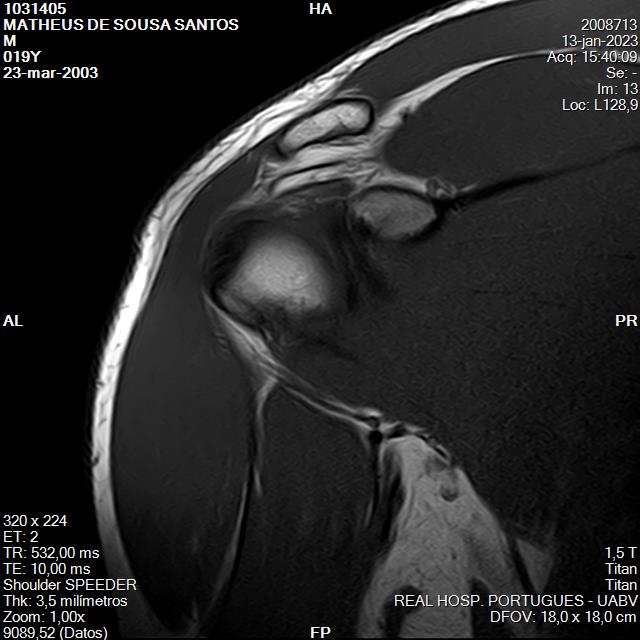 1031405
MATHEUS DE SOUSA SANTOS
M
019Y
23-mar-2003
HA
2008713
13-jan-2023
Acq: 15:40:09
Se: -
Im: 13
Loc: L128,9
AL
PR
320 x 224
ET: 2
TR: 532,00 ms
TE: 10,00 ms
Shoulder SPEEDER
Thk: 3,5 milímetros
Zoom: 1,00x
9089,52 (Datos)
FP
1,5 T
Titan
Titan
REAL HOSP. PORTUGUES - UABV
DFOV: 18,0 x 18,0 cm